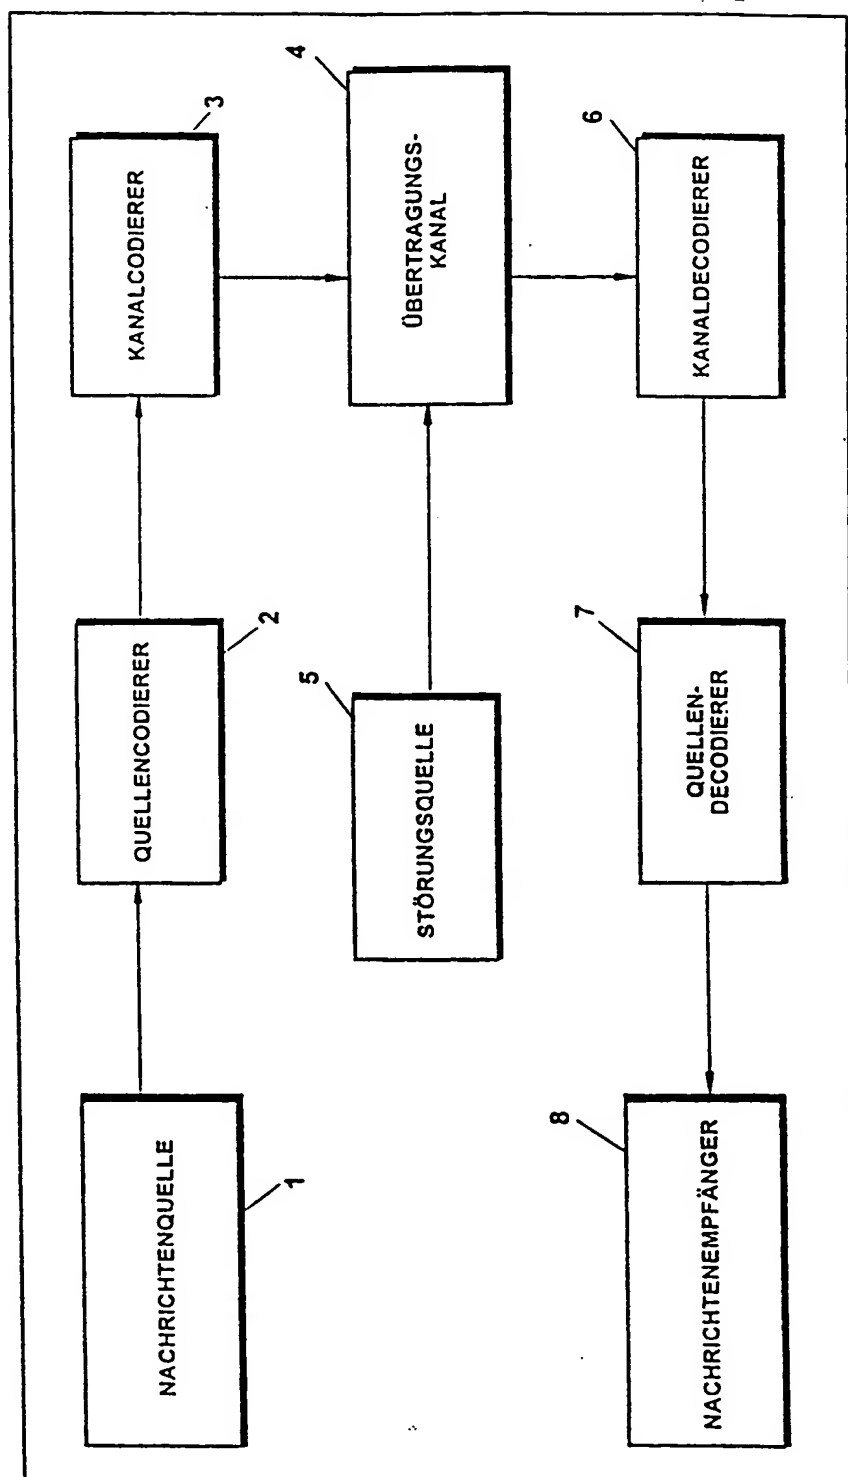 NACHRICHTENQUELLE
1
QUELLENCODIERER
2
KANALCODIERER
3
STÖRUNGSQUELLE
5
ÜBERTRAGUNGS-
KANAL
4
NACHRICHTENEMPFÄNGER
8
QUELLEN-
DECODIERER
7
KANALDECODIERER
6